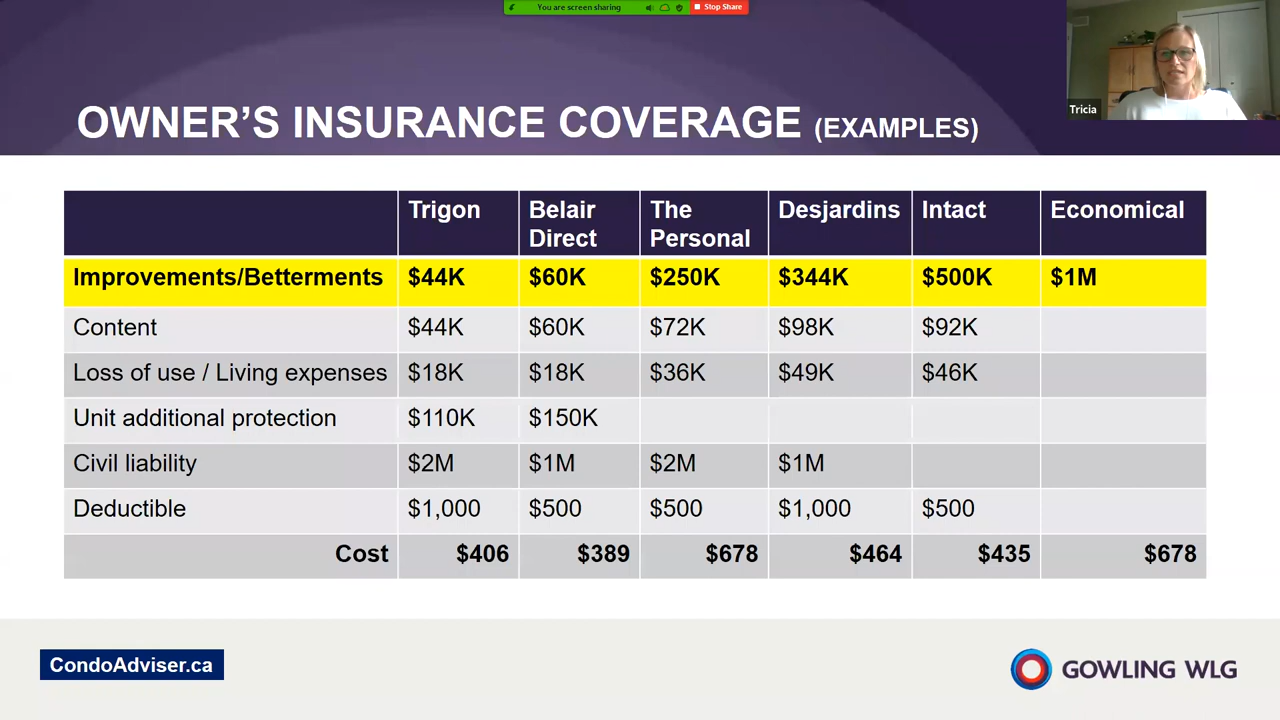 You are screen sharing
Stop Share
Tricia
OWNER’S INSURANCE COVERAGE (EXAMPLES)
Trigon Belair Direct The Personal Desjardins Intact Economical
Improvements/Betterments $44K $60K $250K $344K $500K $1M
Content $44K $60K $72K $98K $92K
Loss of use / Living expenses $18K $18K $36K $49K $46K
Unit additional protection $110K $150K
Civil liability $2M $1M $2M $1M
Deductible $1,000 $500 $500 $1,000 $500
Cost $406 $389 $678 $464 $435 $678
CondoAdviser.ca
GOWLING WLG